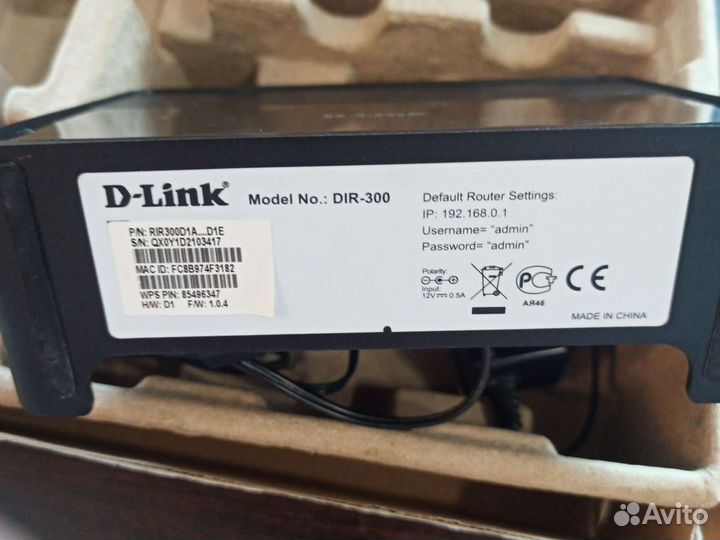 D-Link®
Model No.: DIR-300
P/N: RIR300D1A....D1E
S/N: QX0Y1D2103417
MAC ID: FC8B974F3182
WPS PIN: 85496347
H/W: D1 F/W: 1.0.4
Default Router Settings:
IP: 192.168.0.1
Username= “admin”
Password= “admin”
Polarity:
Input:
12V⎓0.5A
АЯ46
CE
MADE IN CHINA
Avito